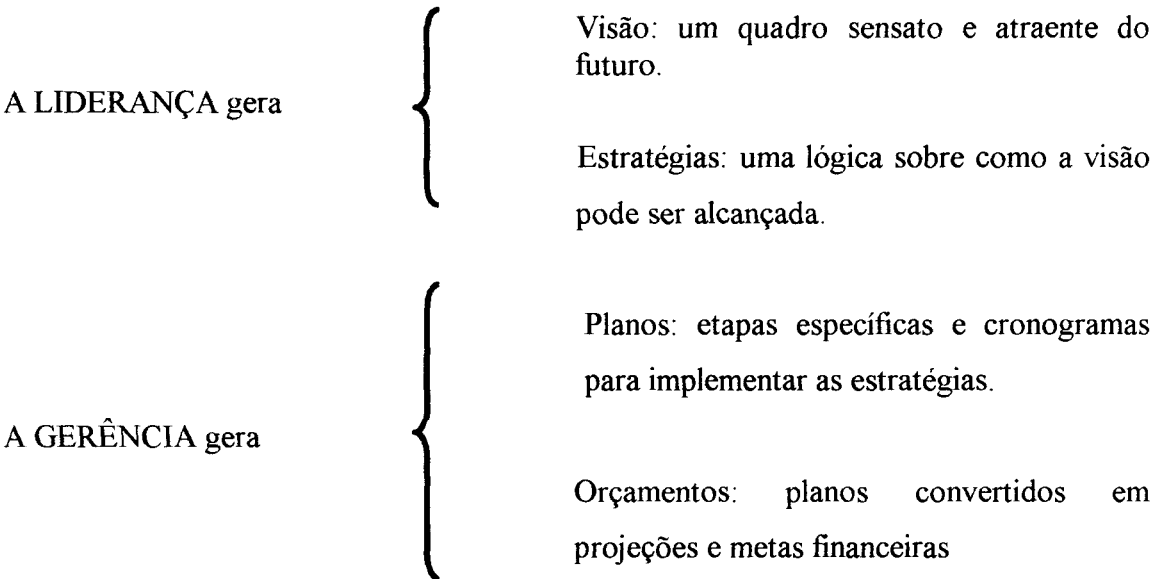 Visão: um quadro sensato e atraente do
futuro.
A LIDERANÇA gera
Estratégias: uma lógica sobre como a visão
pode ser alcançada.
Planos: etapas específicas e cronogramas
para implementar as estratégias.
A GERÊNCIA gera
Orçamentos: planos convertidos em
projeções e metas financeiras